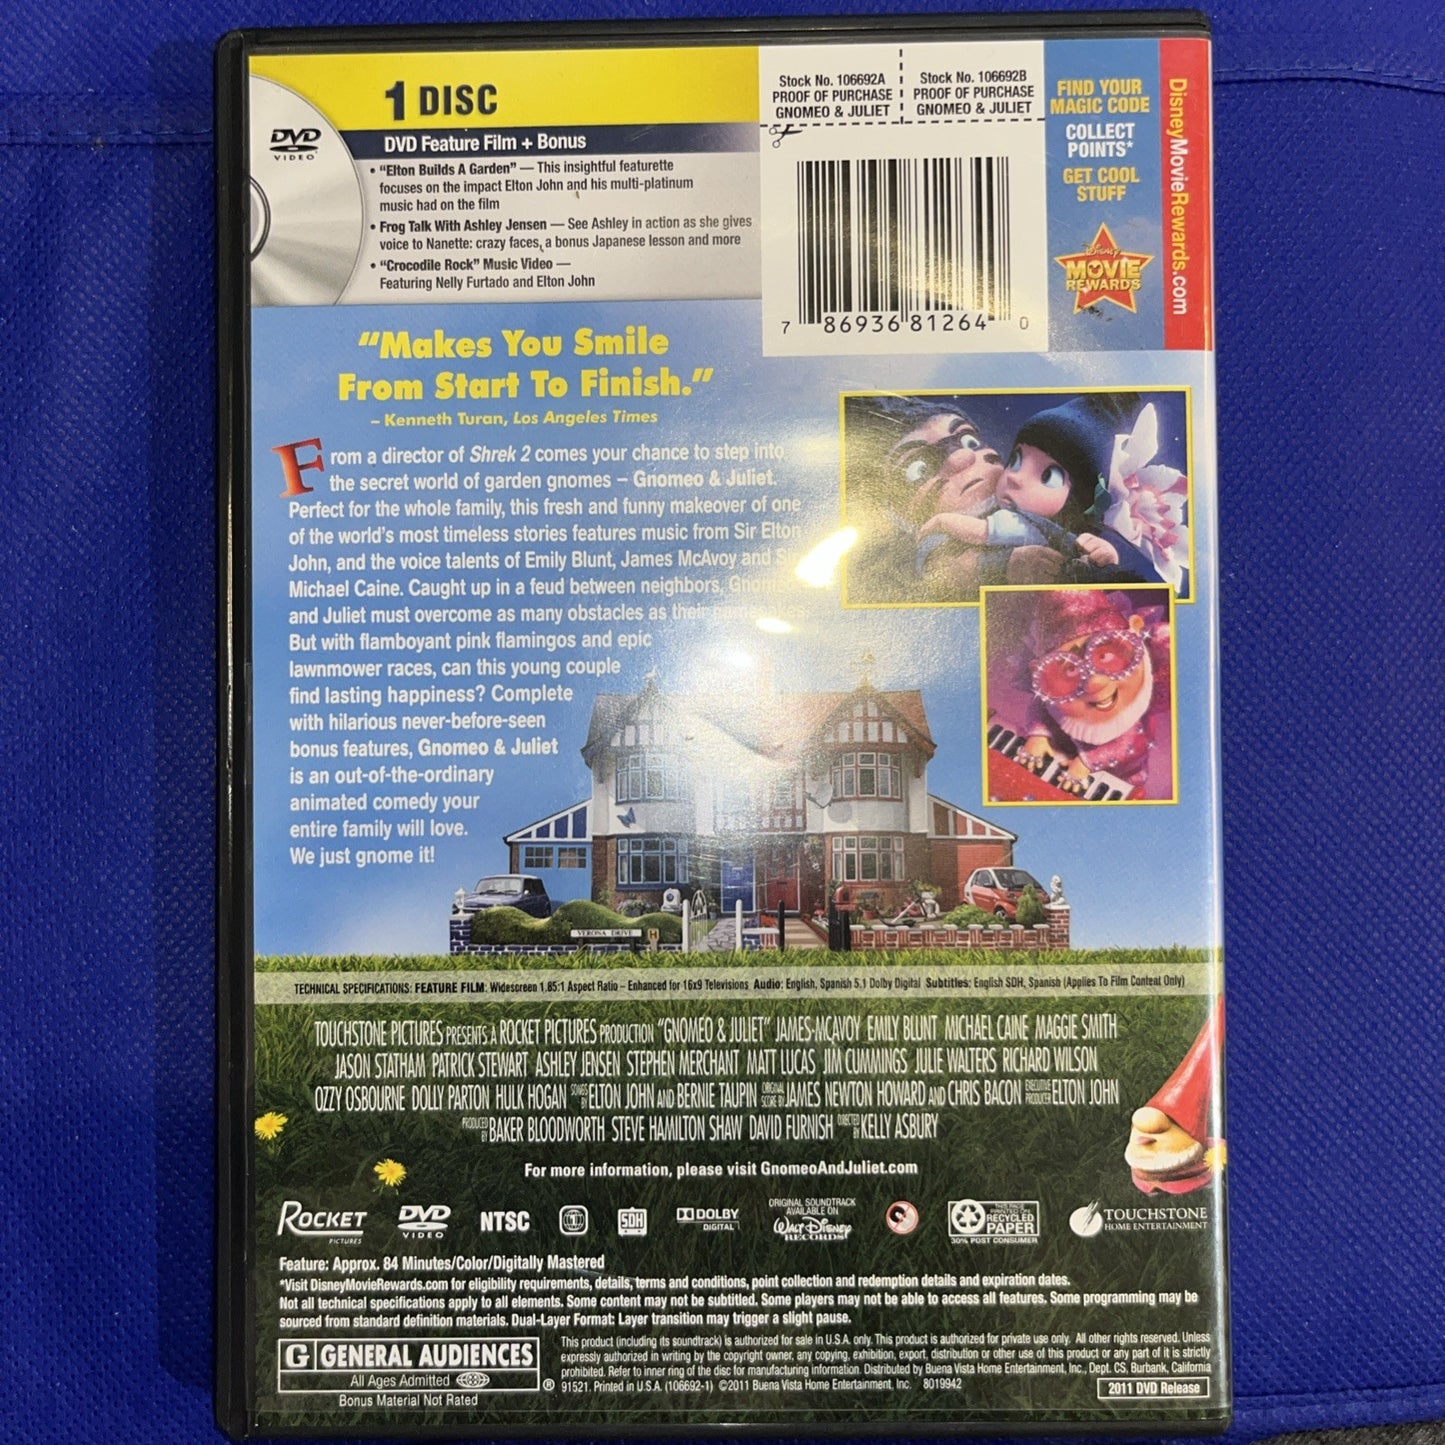 1 DISC
DVD VIDEO
DVD Feature Film + Bonus
• "Elton Builds A Garden" — This insightful featurette
focuses on the impact Elton John and his multi-platinum
music had on the film
• Frog Talk With Ashley Jensen — See Ashley in action as she gives
voice to Nanette: crazy faces, a bonus Japanese lesson and more
• "Crocodile Rock" Music Video —
Featuring Nelly Furtado and Elton John
Stock No. 106692A
PROOF OF PURCHASE
GNOMEO & JULIET
Stock No. 106692B
PROOF OF PURCHASE
GNOMEO & JULIET
7 86936 81264 0
FIND YOUR
MAGIC CODE
COLLECT
POINTS*
GET COOL
STUFF
Disney
MOVIE
REWARDS
DisneyMovieRewards.com
"Makes You Smile
From Start To Finish."
– Kenneth Turan, Los Angeles Times
From a director of Shrek 2 comes your chance to step into
the secret world of garden gnomes – Gnomeo & Juliet.
Perfect for the whole family, this fresh and funny makeover of one
of the world's most timeless stories features music from Sir Elton
John, and the voice talents of Emily Blunt, James McAvoy and Sir
Michael Caine. Caught up in a feud between neighbors, Gnomeo
and Juliet must overcome as many obstacles as their namesakes.
But with flamboyant pink flamingos and epic
lawnmower races, can this young couple
find lasting happiness? Complete
with hilarious never-before-seen
bonus features, Gnomeo & Juliet
is an out-of-the-ordinary
animated comedy your
entire family will love.
We just gnome it!
VERONA DRIVE
H
TECHNICAL SPECIFICATIONS: FEATURE FILM: Widescreen 1.85:1 Aspect Ratio – Enhanced for 16x9 Televisions Audio: English, Spanish 5.1 Dolby Digital Subtitles: English SDH, Spanish (Applies To Film Content Only)
TOUCHSTONE PICTURES PRESENTS A ROCKET PICTURES PRODUCTION "GNOMEO & JULIET" JAMES MCAVOY EMILY BLUNT MICHAEL CAINE MAGGIE SMITH
JASON STATHAM PATRICK STEWART ASHLEY JENSEN STEPHEN MERCHANT MATT LUCAS JIM CUMMINGS JULIE WALTERS RICHARD WILSON
OZZY OSBOURNE DOLLY PARTON HULK HOGAN SONGS BY ELTON JOHN AND BERNIE TAUPIN ORIGINAL SCORE BY JAMES NEWTON HOWARD AND CHRIS BACON EXECUTIVE PRODUCER ELTON JOHN
PRODUCED BY BAKER BLOODWORTH STEVE HAMILTON SHAW DAVID FURNISH DIRECTED BY KELLY ASBURY
For more information, please visit GnomeoAndJuliet.com
ROCKET PICTURES
DVD VIDEO
NTSC
1
SDH
DOLBY DIGITAL
ORIGINAL SOUNDTRACK
AVAILABLE ON
WALT DISNEY
RECORDS
THIS PAGE
PRINTED ON
RECYCLED
PAPER
30% POST CONSUMER
TOUCHSTONE
HOME ENTERTAINMENT
Feature: Approx. 84 Minutes/Color/Digitally Mastered
*Visit DisneyMovieRewards.com for eligibility requirements, details, terms and conditions, point collection and redemption details and expiration dates.
Not all technical specifications apply to all elements. Some content may not be subtitled. Some players may not be able to access all features. Some programming may be
sourced from standard definition materials. Dual-Layer Format: Layer transition may trigger a slight pause.
G GENERAL AUDIENCES
All Ages Admitted
®
Bonus Material Not Rated
This product (including its soundtrack) is authorized for sale in U.S.A. only. This product is authorized for private use only. All other rights reserved. Unless
expressly authorized in writing by the copyright owner, any copying, exhibition, export, distribution or other use of this product or any part of it is strictly
prohibited. Refer to inner ring of the disc for manufacturing information. Distributed by Buena Vista Home Entertainment, Inc., Dept. CS, Burbank, California
91521. Printed in U.S.A. (106692-1) ©2011 Buena Vista Home Entertainment, Inc. 8019942
2011 DVD Release